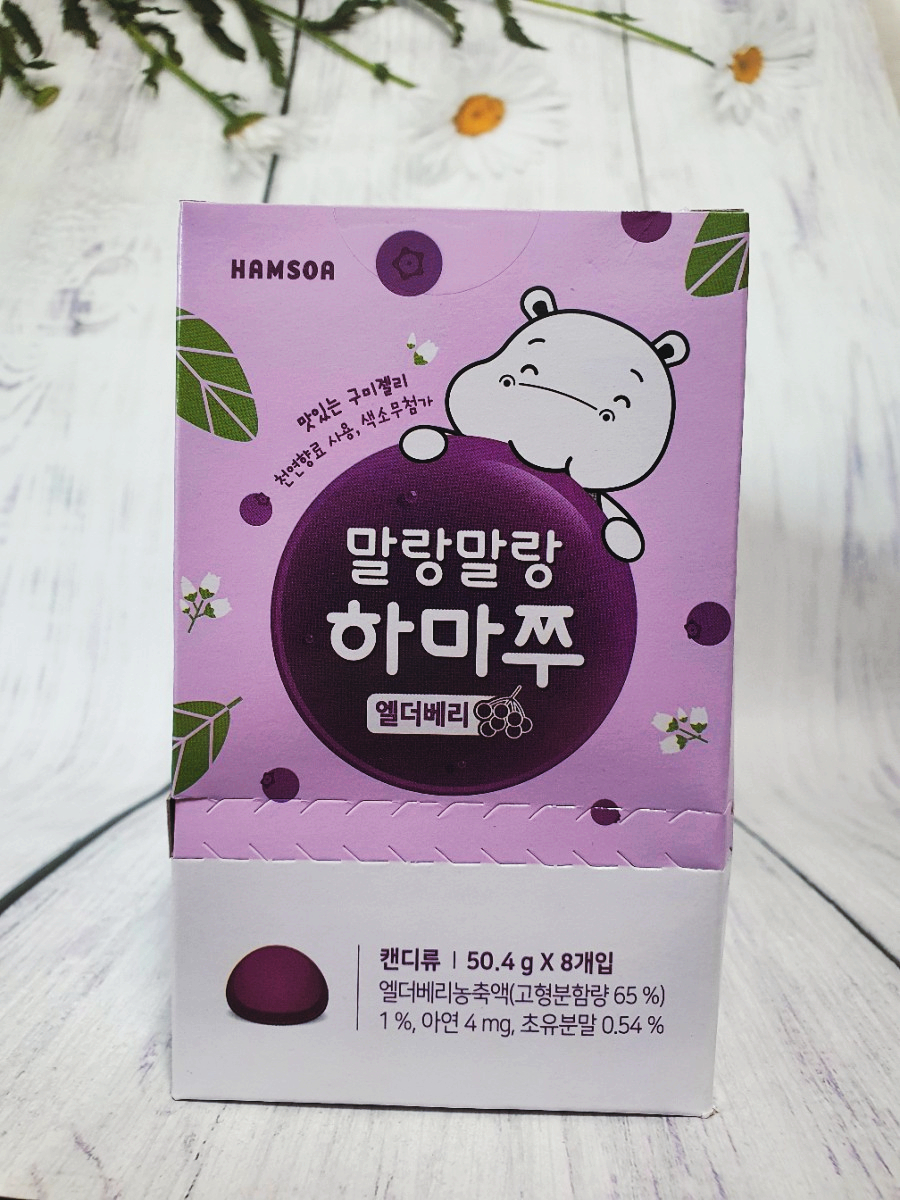 HAMSOA
맛있는 구미젤리
천연향료 사용, 색소무첨가
말랑말랑
하마쭈
엘더베리
캔디류 | 50.4 g X 8개입
엘더베리농축액(고형분함량 65 %)
1 %, 아연 4 mg, 초유분말 0.54 %